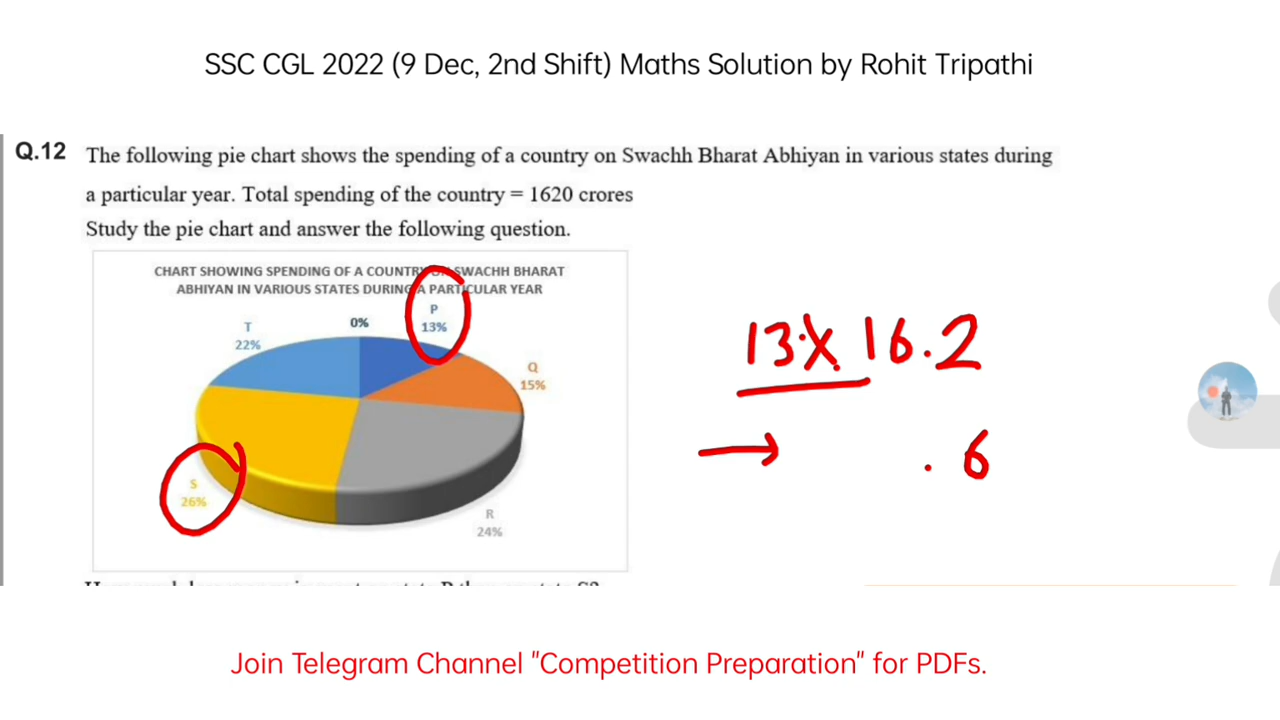 SSC CGL 2022 (9 Dec, 2nd Shift) Maths Solution by Rohit Tripathi
Q.12 The following pie chart shows the spending of a country on Swachh Bharat Abhiyan in various states during
a particular year. Total spending of the country = 1620 crores
Study the pie chart and answer the following question.
CHART SHOWING SPENDING OF A COUNTRY ON SWACHH BHARAT
ABHIYAN IN VARIOUS STATES DURING A PARTICULAR YEAR
P
13%
0%
T
22%
Q
15%
S
26%
R
24%
13 x 16.2
→ .6
Join Telegram Channel "Competition Preparation" for PDFs.